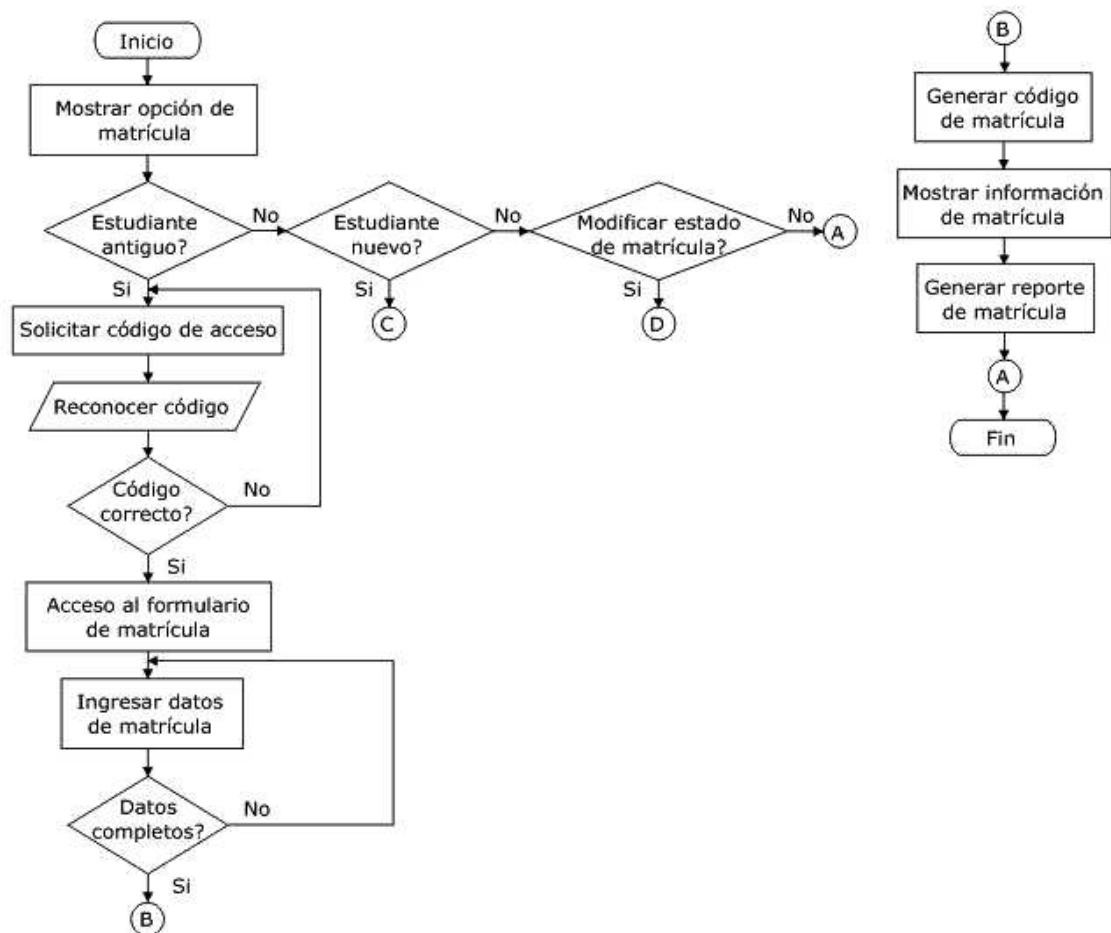 Inicio
Mostrar opción de
matrícula
Estudiante
antiguo?
No
Estudiante
nuevo?
No
Modificar estado
de matrícula?
No
A
Si
Si
C
Si
D
Solicitar código de acceso
Reconocer código
Código
correcto?
No
Si
Acceso al formulario
de matrícula
Ingresar datos
de matrícula
Datos
completos?
No
Si
B
B
Generar código
de matrícula
Mostrar información
de matrícula
Generar reporte
de matrícula
A
Fin